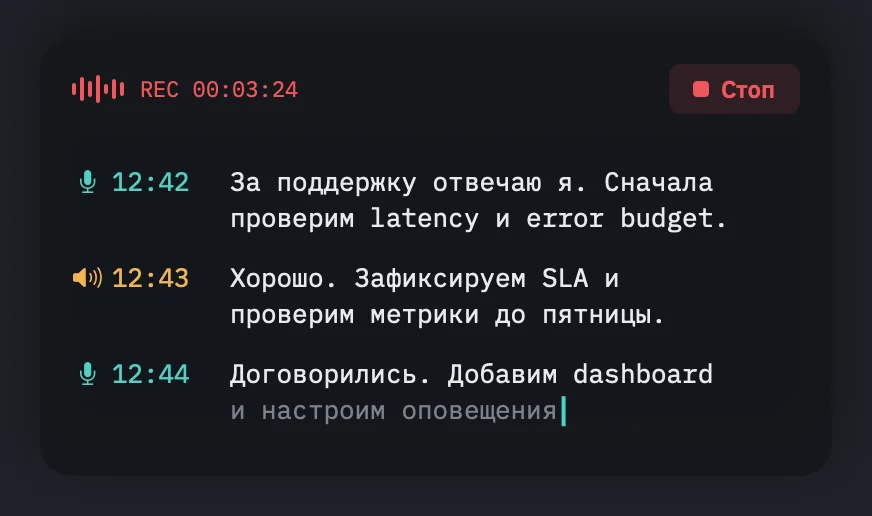 REC 00:03:24
Стоп
12:42 За поддержку отвечаю я. Сначала
проверим latency и error budget.
12:43 Хорошо. Зафиксируем SLA и
проверим метрики до пятницы.
12:44 Договорились. Добавим dashboard
и настроим оповещения